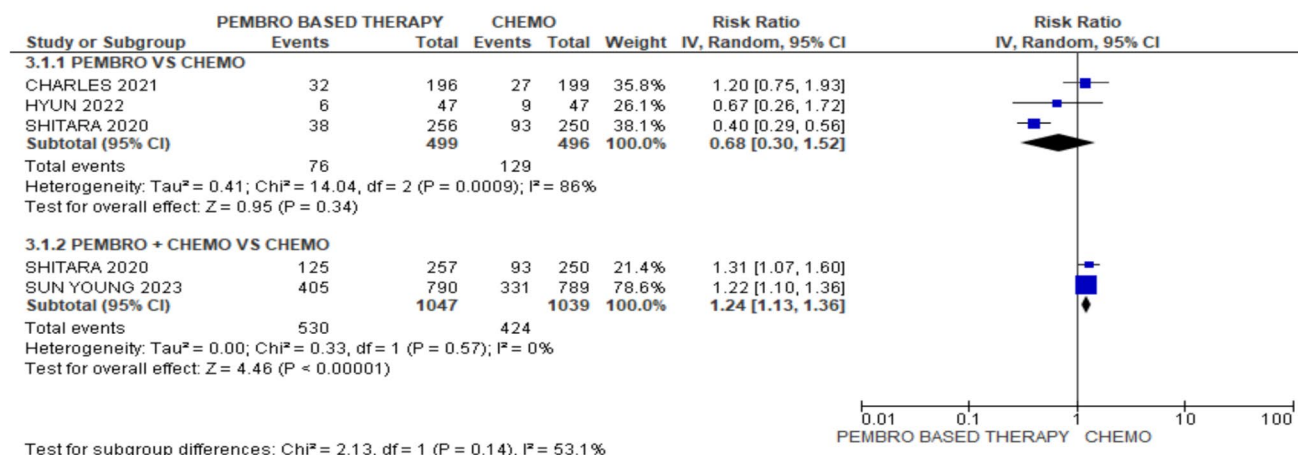 PEMBRO BASED THERAPY CHEMO Risk Ratio Risk Ratio
Study or Subgroup Events Total Events Total Weight IV, Random, 95% CI IV, Random, 95% CI
3.1.1 PEMBRO VS CHEMO
CHARLES 2021 32 196 27 199 35.8% 1.20 [0.75, 1.93]
HYUN 2022 6 47 9 47 26.1% 0.67 [0.26, 1.72]
SHITARA 2020 38 256 93 250 38.1% 0.40 [0.29, 0.56]
Subtotal (95% CI) 499 496 100.0% 0.68 [0.30, 1.52]
Total events 76 129
Heterogeneity: Tau² = 0.41; Chi² = 14.04, df = 2 (P = 0.0009); I² = 86%
Test for overall effect: Z = 0.95 (P = 0.34)
3.1.2 PEMBRO + CHEMO VS CHEMO
SHITARA 2020 125 257 93 250 21.4% 1.31 [1.07, 1.60]
SUN YOUNG 2023 405 790 331 789 78.6% 1.22 [1.10, 1.36]
Subtotal (95% CI) 1047 1039 100.0% 1.24 [1.13, 1.36]
Total events 530 424
Heterogeneity: Tau² = 0.00; Chi² = 0.33, df = 1 (P = 0.57); I² = 0%
Test for overall effect: Z = 4.46 (P < 0.00001)
0.01 0.1 1 10 100
PEMBRO BASED THERAPY CHEMO
Test for subgroup differences: Chi² = 2.13, df = 1 (P = 0.14), I² = 53.1%